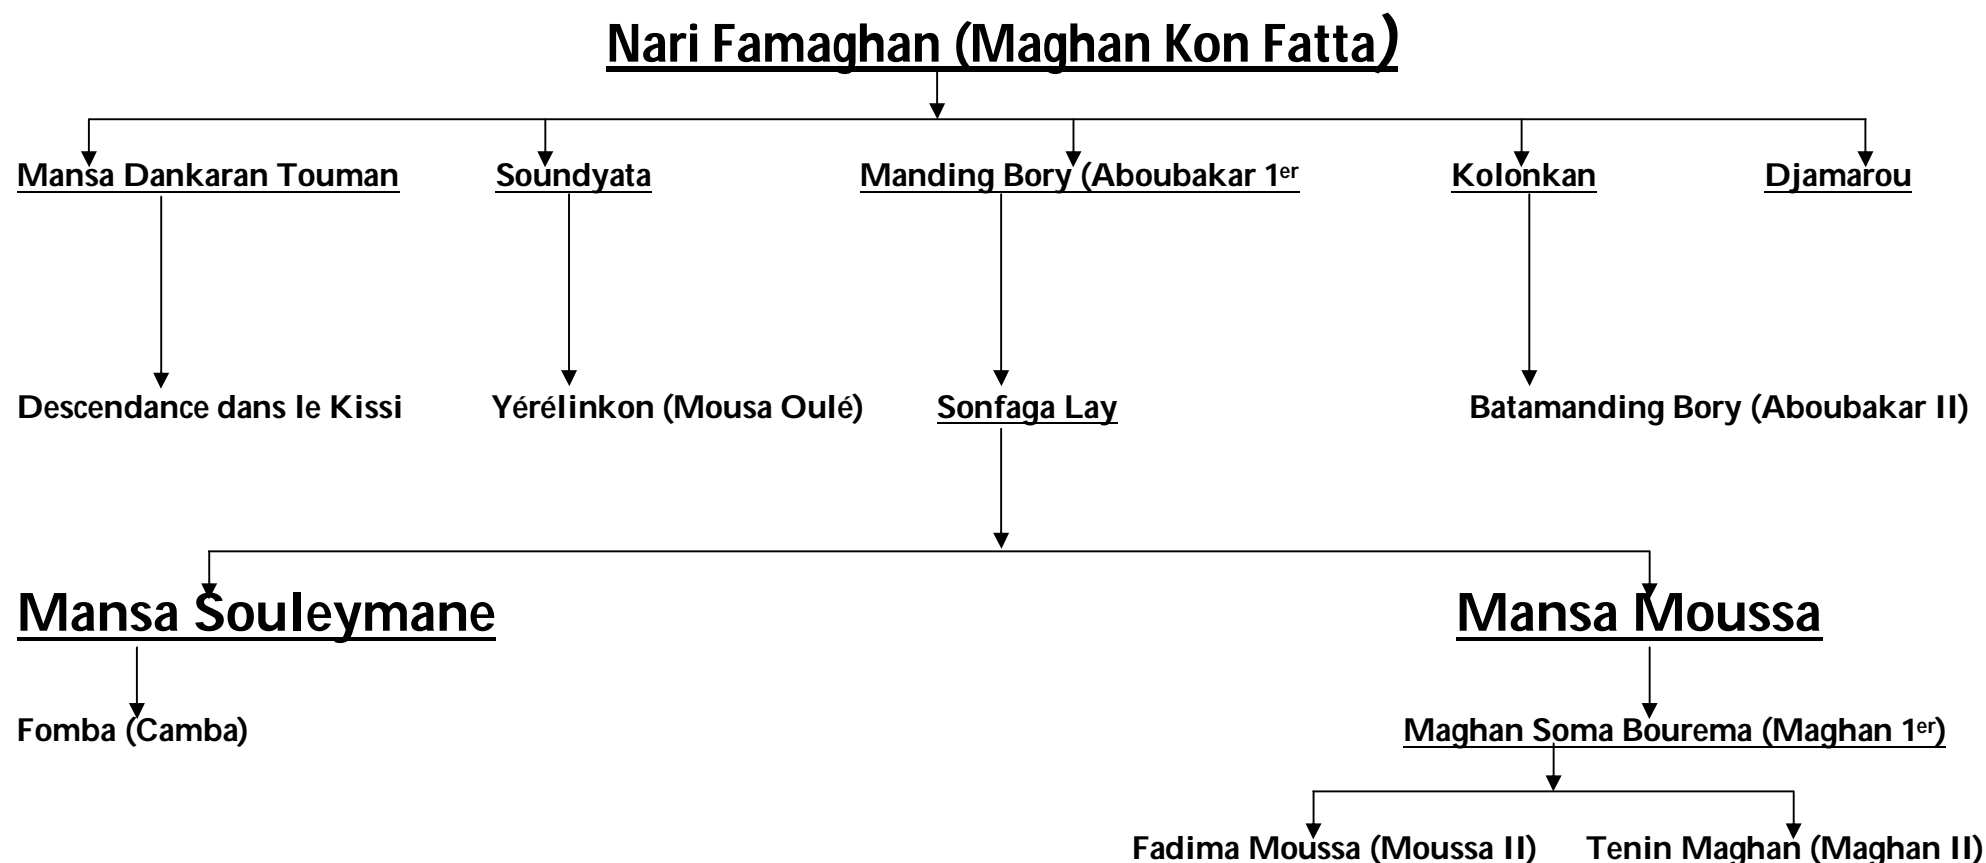 Nari Famaghan (Maghan Kon Fatta)
Mansa Dankaran Touman Soundyata Manding Bory (Aboubakar 1er Kolonkan Djamarou
Descendance dans le Kissi Yérélinkon (Mousa Oulé) Sonfaga Lay Batamanding Bory (Aboubakar II)
Mansa Souleymane Mansa Moussa
Fomba (Camba) Maghan Soma Bourema (Maghan 1er)
Fadima Moussa (Moussa II) Tenin Maghan (Maghan II)